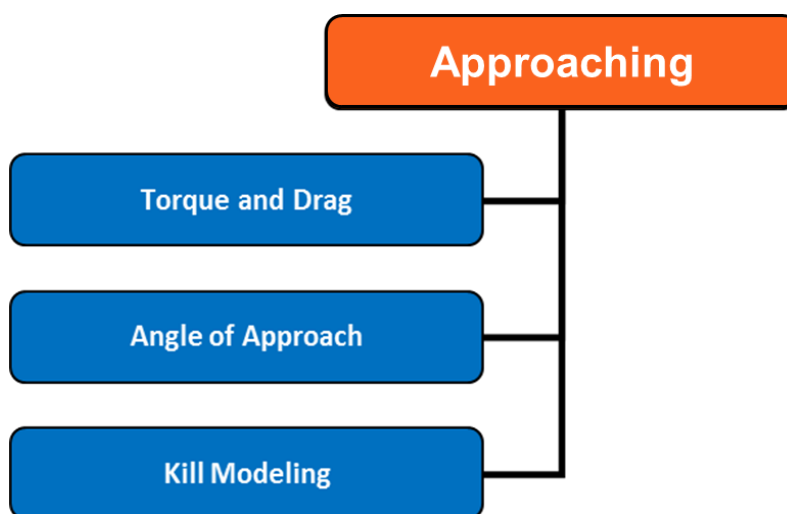 Approaching
Torque and Drag
Angle of Approach
Kill Modeling